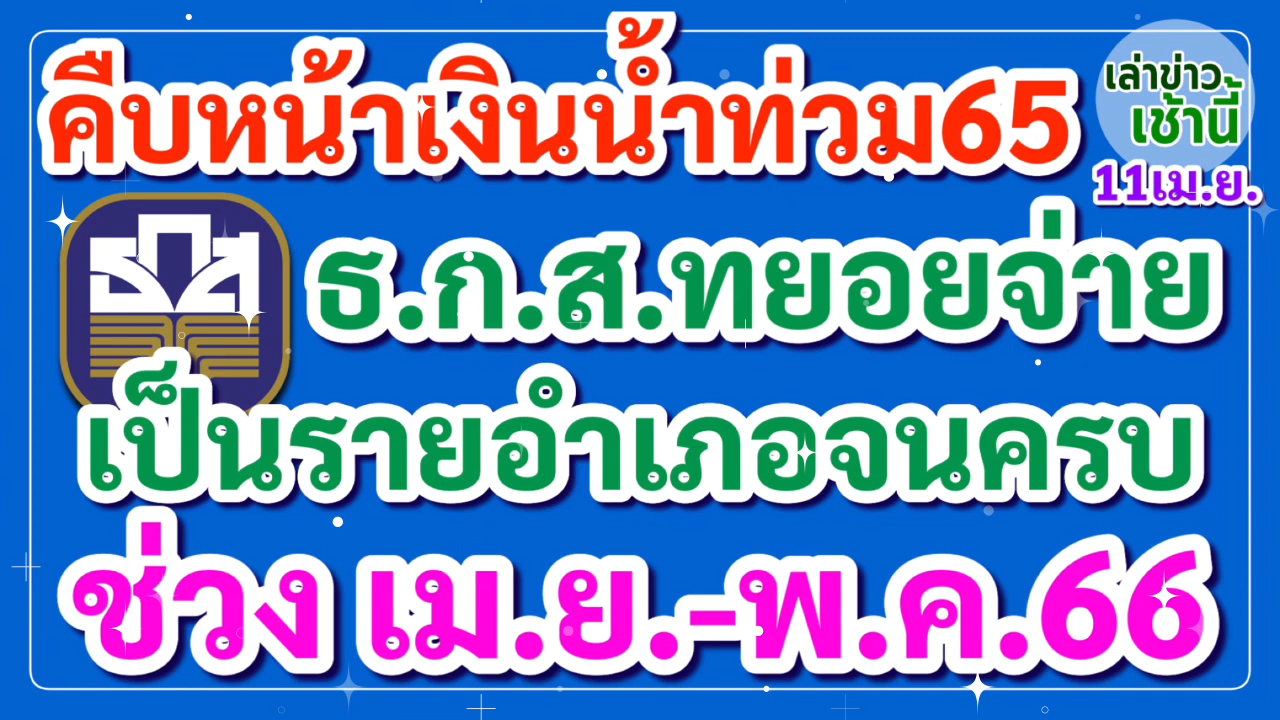 คืบหน้าเงินน้ำท่วม65
เล่าข่าว
เช้านี้
11เม.ย.
ธกส
ธ.ก.ส.ทยอยจ่าย
เป็นรายอำเภอจนครบ
ช่วง เม.ย.-พ.ค.66